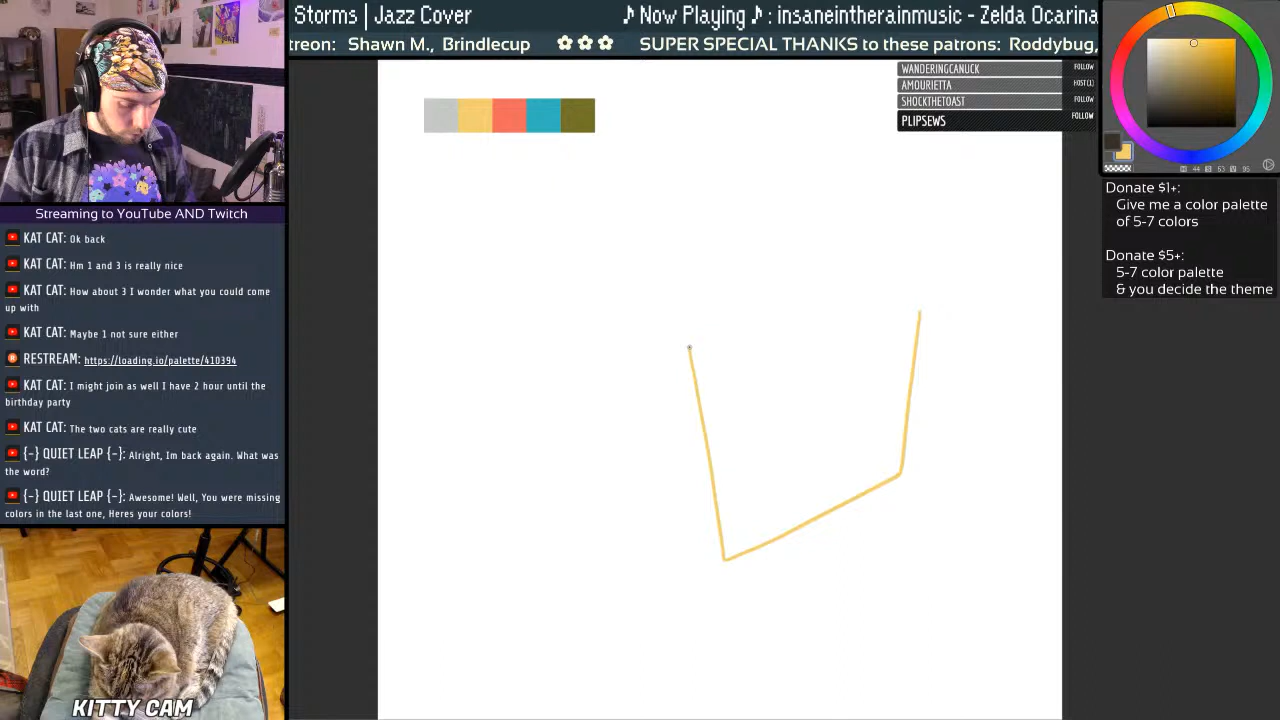 Storms | Jazz Cover
♪ Now Playing ♪ : insaneintherainmusic - Zelda Ocarina
treon: Shawn M., Brindlecup ✿ ✿ ✿ SUPER SPECIAL THANKS to these patrons: Roddybug,
WANDERINGCANUCK FOLLOW
AMOURIETTA HOST(1)
SHOCKTHETOAST FOLLOW
PLIPSEWS FOLLOW
44 53 95
Donate $1+:
Give me a color palette
of 5-7 colors
Donate $5+:
5-7 color palette
& you decide the theme
Streaming to YouTube AND Twitch
KAT CAT: Ok back
KAT CAT: Hm 1 and 3 is really nice
KAT CAT: How about 3 I wonder what you could come
up with
KAT CAT: Maybe 1 not sure either
RESTREAM: https://loading.io/palette/410394
KAT CAT: I might join as well I have 2 hour until the
birthday party
KAT CAT: The two cats are really cute
{-} QUIET LEAP {-}: Alright, Im back again. What was
the word?
{-} QUIET LEAP {-}: Awesome! Well, You were missing
colors in the last one, Heres your colors!
KITTY CAM